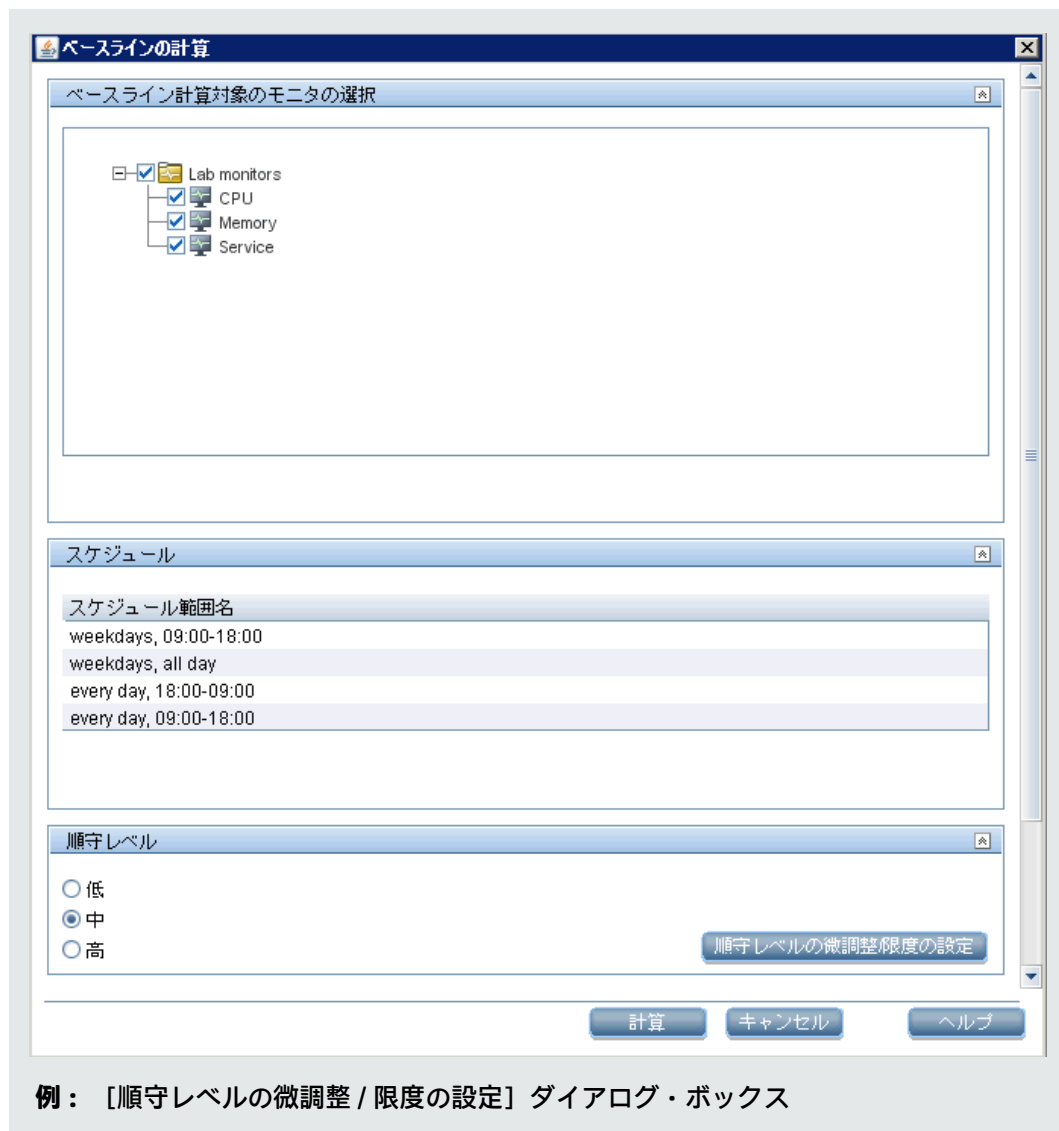 ベースラインの計算
ベースライン計算対象のモニタの選択
Lab monitors
CPU
Memory
Service
スケジュール
スケジュール範囲名
weekdays, 09:00-18:00
weekdays, all day
every day, 18:00-09:00
every day, 09:00-18:00
順守レベル
低
中
高
順守レベルの微調整/限度の設定
計算
キャンセル
ヘルプ
例： ［順守レベルの微調整 / 限度の設定］ダイアログ・ボックス